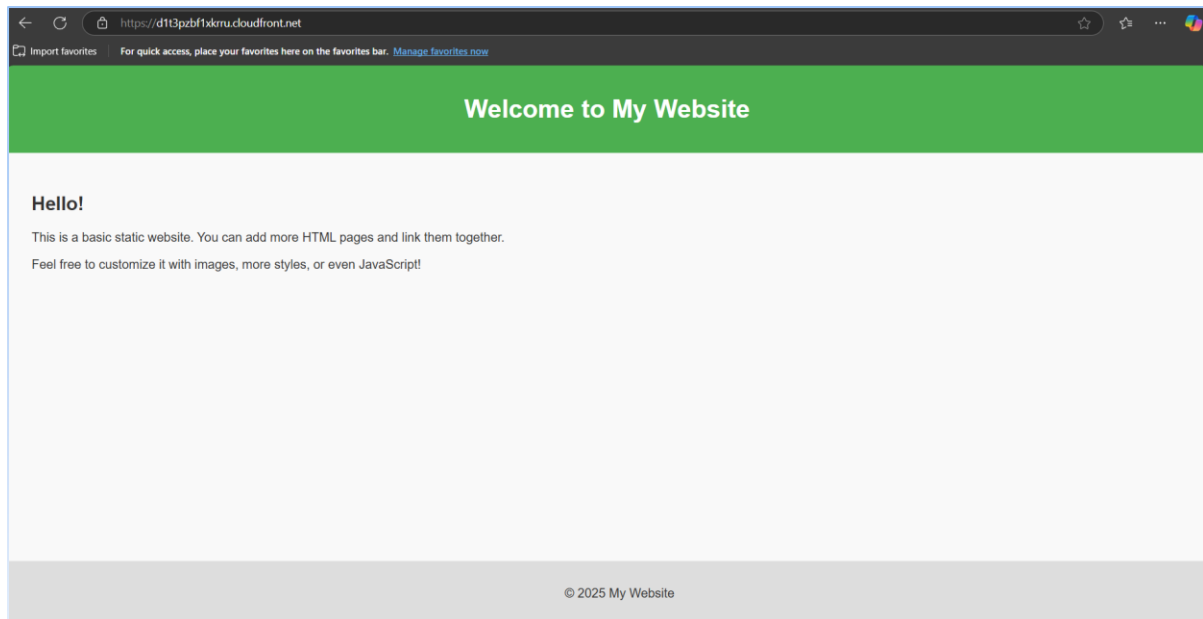 https://d1t3pzbf1xkrru.cloudfront.net
Import favorites For quick access, place your favorites here on the favorites bar. Manage favorites now
Welcome to My Website
Hello!
This is a basic static website. You can add more HTML pages and link them together.
Feel free to customize it with images, more styles, or even JavaScript!
© 2025 My Website